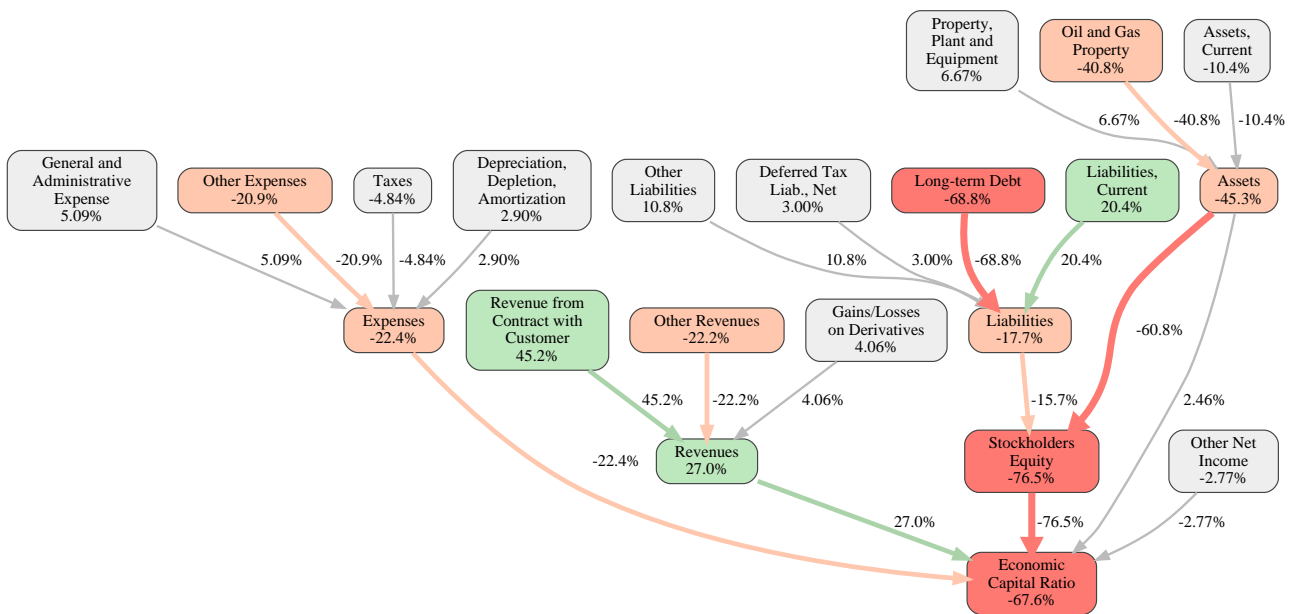 Property,
Plant and
Equipment
6.67%
Oil and Gas
Property
-40.8%
Assets,
Current
-10.4%
6.67%
-40.8%
-10.4%
General and
Administrative
Expense
5.09%
Other Expenses
-20.9%
Taxes
-4.84%
Depreciation,
Depletion,
Amortization
2.90%
Other
Liabilities
10.8%
Deferred Tax
Liab., Net
3.00%
Long-term Debt
-68.8%
Liabilities,
Current
20.4%
Assets
-45.3%
5.09%
-20.9%
-4.84%
2.90%
10.8%
3.00%
-68.8%
20.4%
Expenses
-22.4%
Revenue from
Contract with
Customer
45.2%
Other Revenues
-22.2%
Gains/Losses
on Derivatives
4.06%
Liabilities
-17.7%
-60.8%
45.2%
-22.2%
4.06%
-15.7%
2.46%
-22.4%
Revenues
27.0%
Stockholders
Equity
-76.5%
Other Net
Income
-2.77%
27.0%
-76.5%
-2.77%
Economic
Capital Ratio
-67.6%